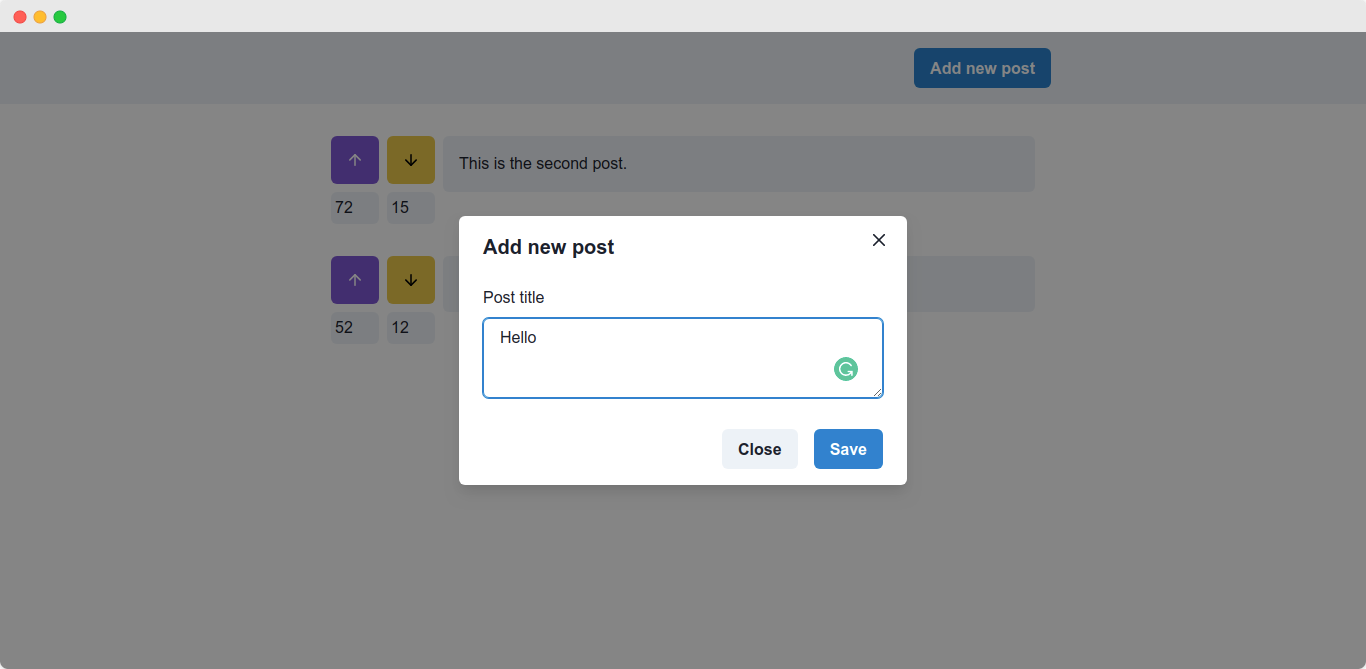 Add new post
This is the second post.
72 15
Add new post
Post title
52 12
Hello
Close Save